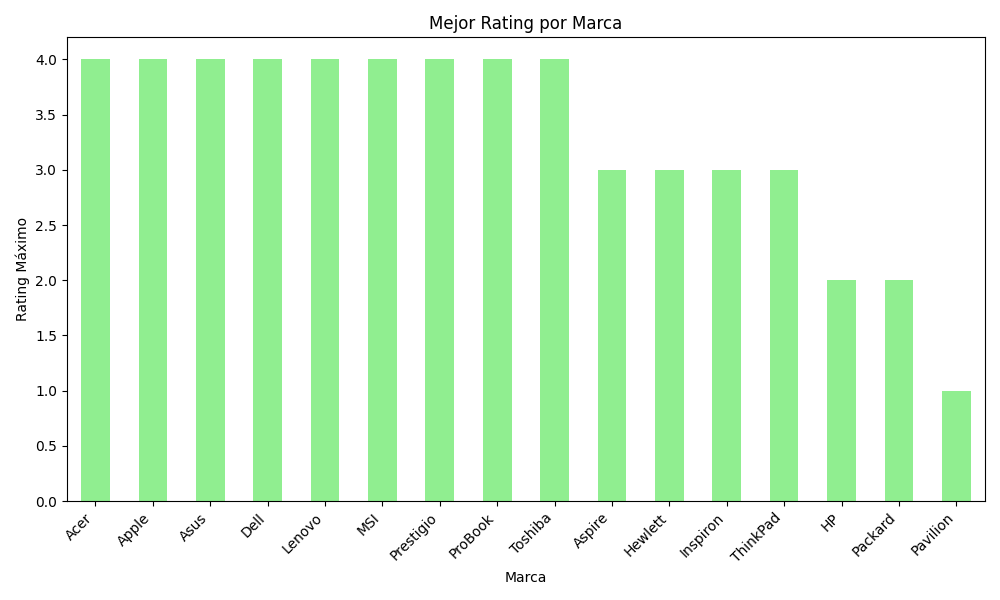 Mejor Rating por Marca
Rating Máximo
4.0
3.5
3.0
2.5
2.0
1.5
1.0
0.5
0.0
Acer
Apple
Asus
Dell
Lenovo
MSI
Prestigio
ProBook
Toshiba
Aspire
Hewlett
Inspiron
ThinkPad
HP
Packard
Pavilion
Marca